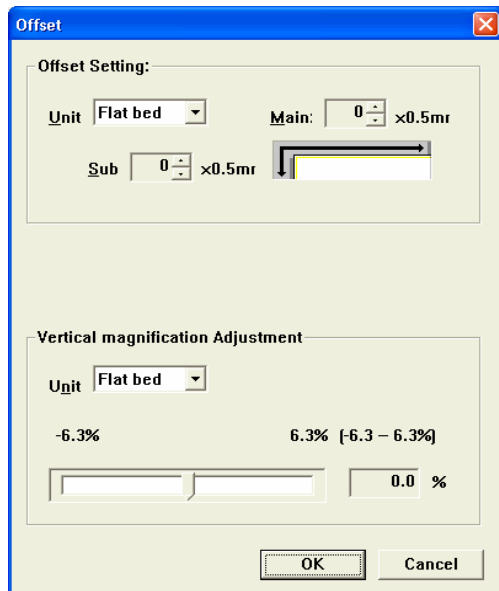 Offset
Offset Setting:
Unit Flat bed Main: 0 x0.5mr
Sub 0 x0.5mr
Vertical magnification Adjustment
Unit Flat bed
-6.3% 6.3% (-6.3 – 6.3%)
0.0 %
OK Cancel